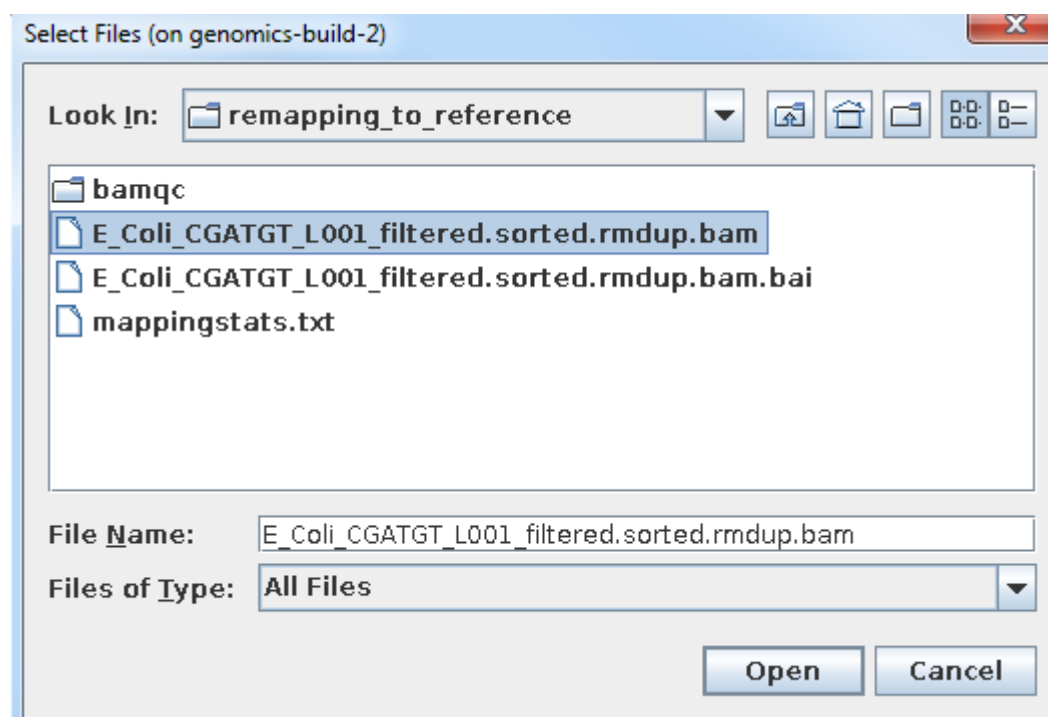 Select Files (on genomics-build-2)
x
Look In: remapping_to_reference
bamqc
E_Coli_CGATGT_L001_filtered.sorted.rmdup.bam
E_Coli_CGATGT_L001_filtered.sorted.rmdup.bam.bai
mappingstats.txt
File Name: E_Coli_CGATGT_L001_filtered.sorted.rmdup.bam
Files of Type: All Files
Open Cancel